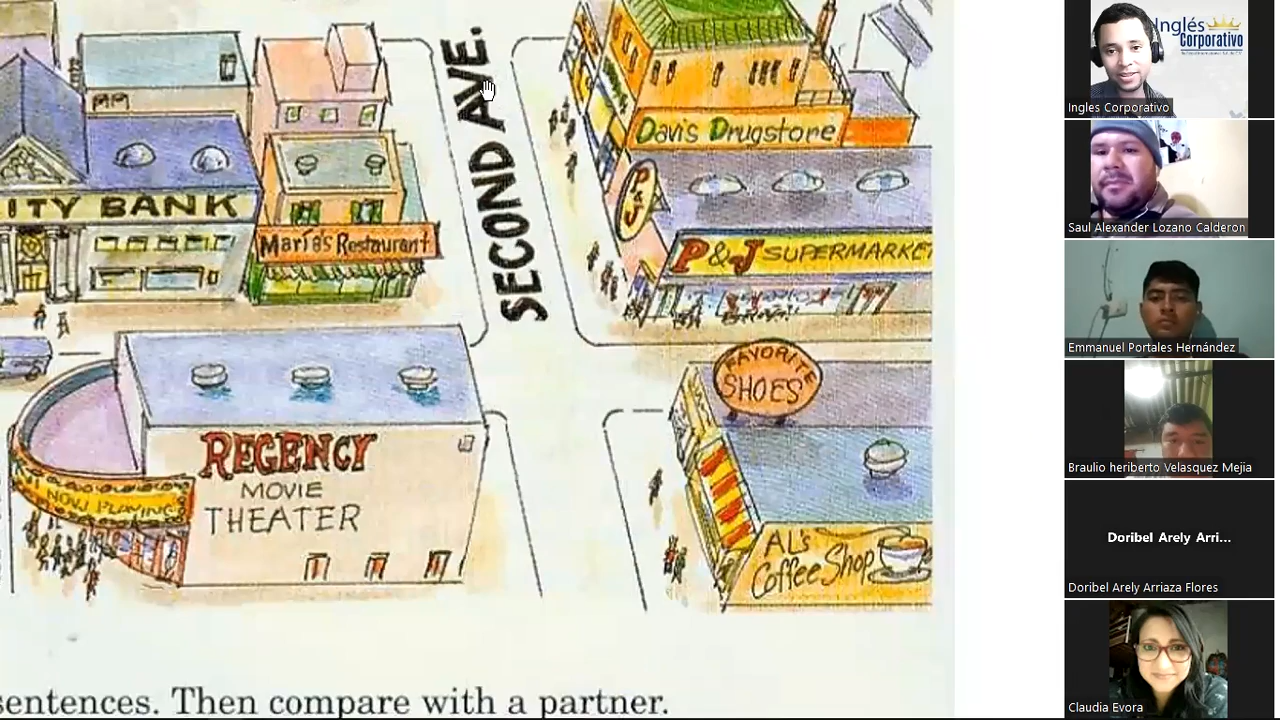 SECOND AVE.
Davis Drugstore
P&J
ITY BANK
Maria's Restaurant
P&J SUPERMARKET
FAVORITE
SHOES
REGENCY
MOVIE
THEATER
NOW PLAYING
AL's
Coffee Shop
sentences. Then compare with a partner.
Inglés
Corporativo
Ingles Corporativo
Saul Alexander Lozano Calderon
Emmanuel Portales Hernández
Braulio heriberto Velasquez Mejia
Doribel Arely Arri...
Doribel Arely Arriaza Flores
Claudia Evora